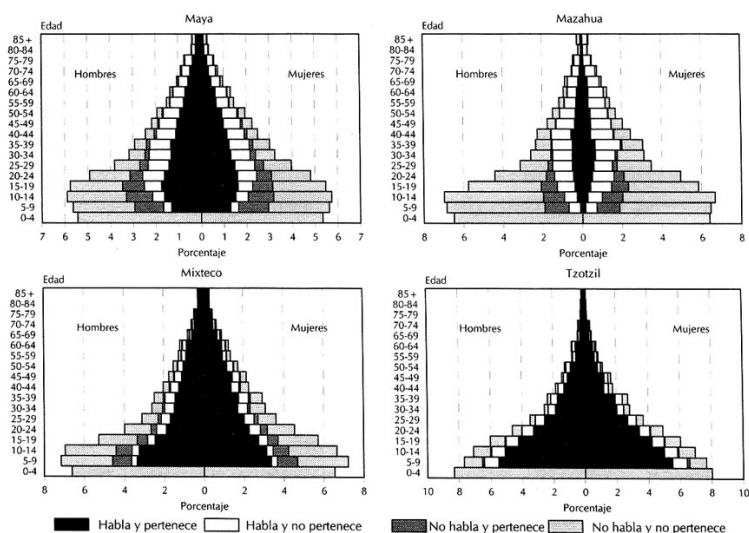 Maya
Edad
85 +
80-84
75-79
70-74
65-69
60-64
55-59
50-54
45-49
40-44
35-39
30-34
25-29
20-24
15-19
10-14
5-9
0-4
Hombres
Mujeres
7 6 5 4 3 2 1 0 1 2 3 4 5 6 7
Porcentaje
Mazahua
Edad
85 +
80-84
75-79
70-74
65-69
60-64
55-59
50-54
45-49
40-44
35-39
30-34
25-29
20-24
15-19
10-14
5-9
0-4
Hombres
Mujeres
8 6 5 4 3 2 1 0 1 2 3 4 6 8
Porcentaje
Mixteco
Edad
85 +
80-84
75-79
70-74
65-69
60-64
55-59
50-54
45-49
40-44
35-39
30-34
25-29
20-24
15-19
10-14
5-9
0-4
Hombres
Mujeres
8 6 4 2 0 2 4 6 8
Porcentaje
Tzotzil
Edad
85 +
80-84
75-79
70-74
65-69
60-64
55-59
50-54
45-49
40-44
35-39
30-34
25-29
20-24
15-19
10-14
5-9
0-4
Hombres
Mujeres
10 8 6 4 2 0 2 4 6 8 10
Porcentaje
Habla y pertenece
Habla y no pertenece
No habla y pertenece
No habla y no pertenece